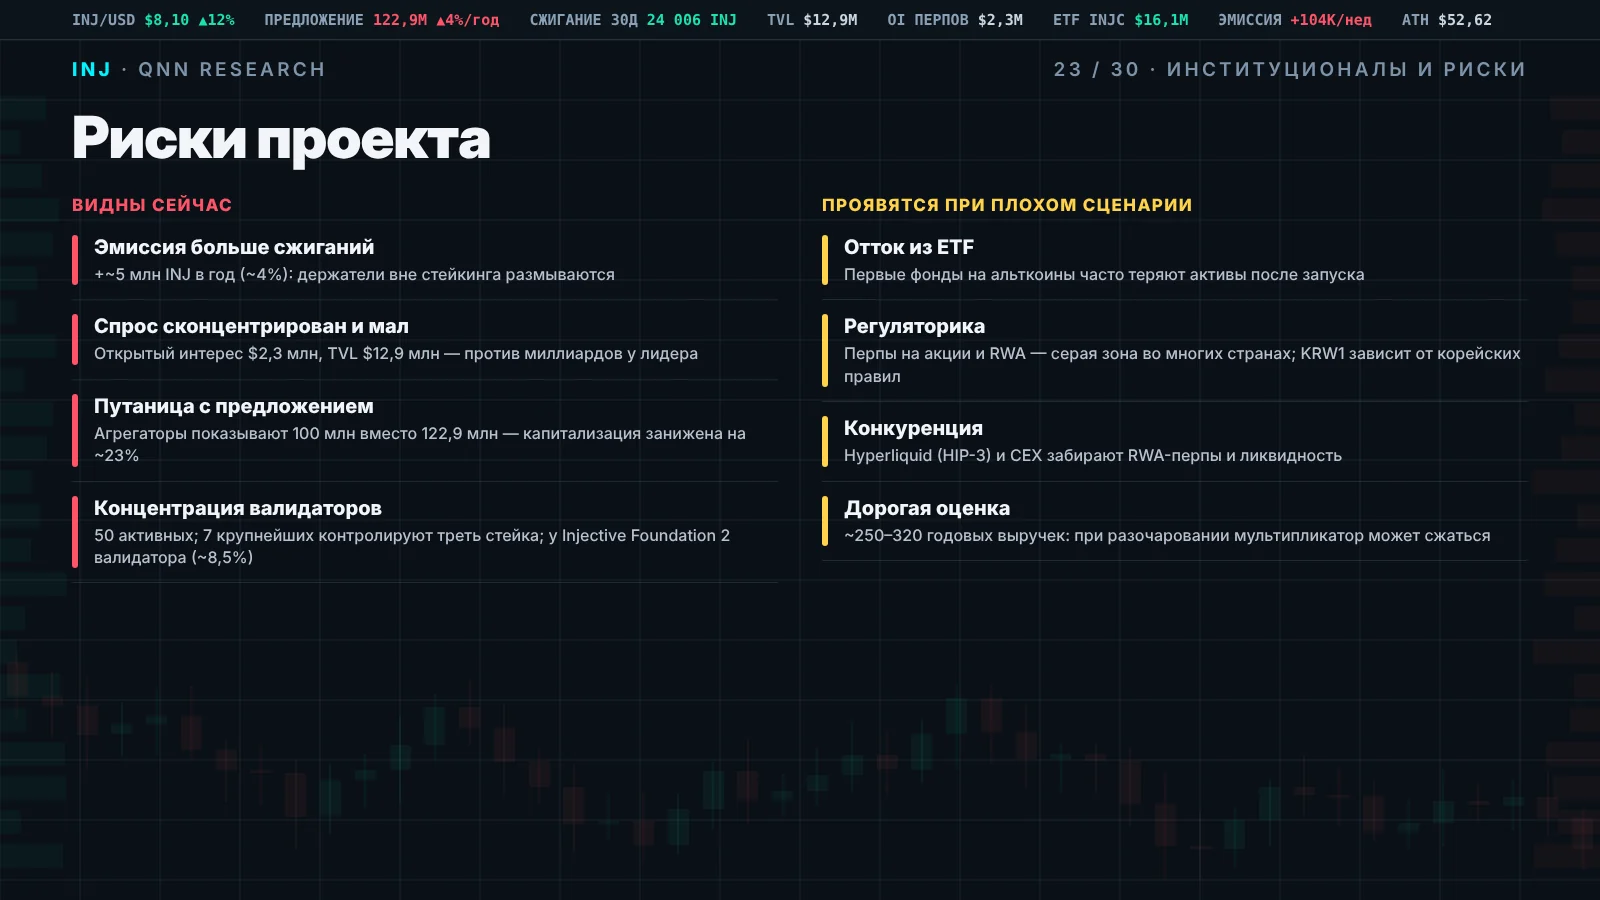 INJ/USD $8,10 ▲12% ПРЕДЛОЖЕНИЕ 122,9M ▲4%/год СЖИГАНИЕ 30Д 24 006 INJ TVL $12,9M OI ПЕРПОВ $2,3M ETF INJC $16,1M ЭМИССИЯ +104K/нед ATH $52,62
INJ · QNN RESEARCH
23 / 30 · ИНСТИТУЦИОНАЛЫ И РИСКИ
Риски проекта
ВИДНЫ СЕЙЧАС
Эмиссия больше сжиганий
+~5 млн INJ в год (~4%): держатели вне стейкинга размываются
Спрос сконцентрирован и мал
Открытый интерес $2,3 млн, TVL $12,9 млн — против миллиардов у лидера
Путаница с предложением
Агрегаторы показывают 100 млн вместо 122,9 млн — капитализация занижена на
~23%
Концентрация валидаторов
50 активных; 7 крупнейших контролируют треть стейка; у Injective Foundation 2
валидатора (~8,5%)
ПРОЯВЯТСЯ ПРИ ПЛОХОМ СЦЕНАРИИ
Отток из ETF
Первые фонды на альткоины часто теряют активы после запуска
Регуляторика
Перпы на акции и RWA — серая зона во многих странах; KRW1 зависит от корейских
правил
Конкуренция
Hyperliquid (HIP-3) и CEX забирают RWA-перпы и ликвидность
Дорогая оценка
~250–320 годовых выручек: при разочаровании мультипликатор может сжаться